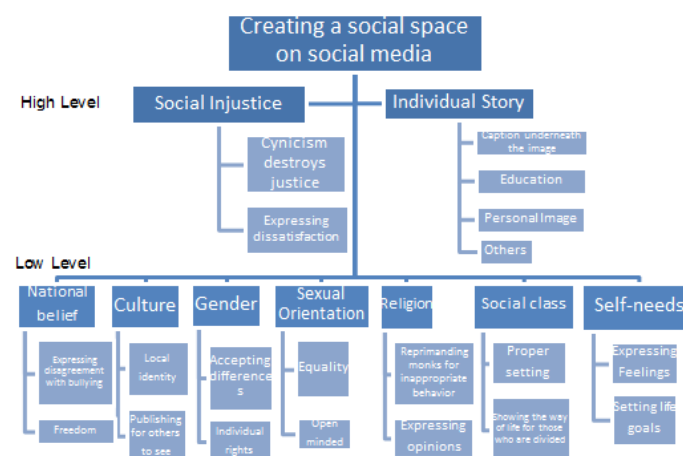 Creating a social space
on social media
High Level
Social Injustice
Individual Story
Cynicism
destroys
justice
Expressing
dissatisfaction
Caption underneath
the image
Education
Personal Image
Others
Low Level
National
belief
Culture
Gender
Sexual
Orientation
Religion
Social class
Self-needs
Expressing
disagreement
with bullying
Freedom
Local
identity
Publishing
for others
to see
Accepting
difference
s
Individual
rights
Equality
Open
minded
Reprimanding
monks for
inappropriate
behavior
Expressing
opinions
Proper
setting
Showing the way
of life for those
who are divided
Expressing
Feelings
Setting life
goals